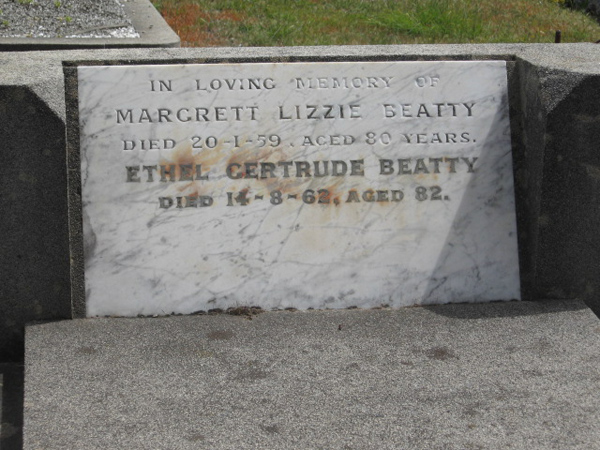 IN LOVING MEMORY OF
MARGRETT LIZZIE BEATTY
DIED 20-1-59, AGED 80 YEARS.
ETHEL GERTRUDE BEATTY
DIED 14-8-62, AGED 82.